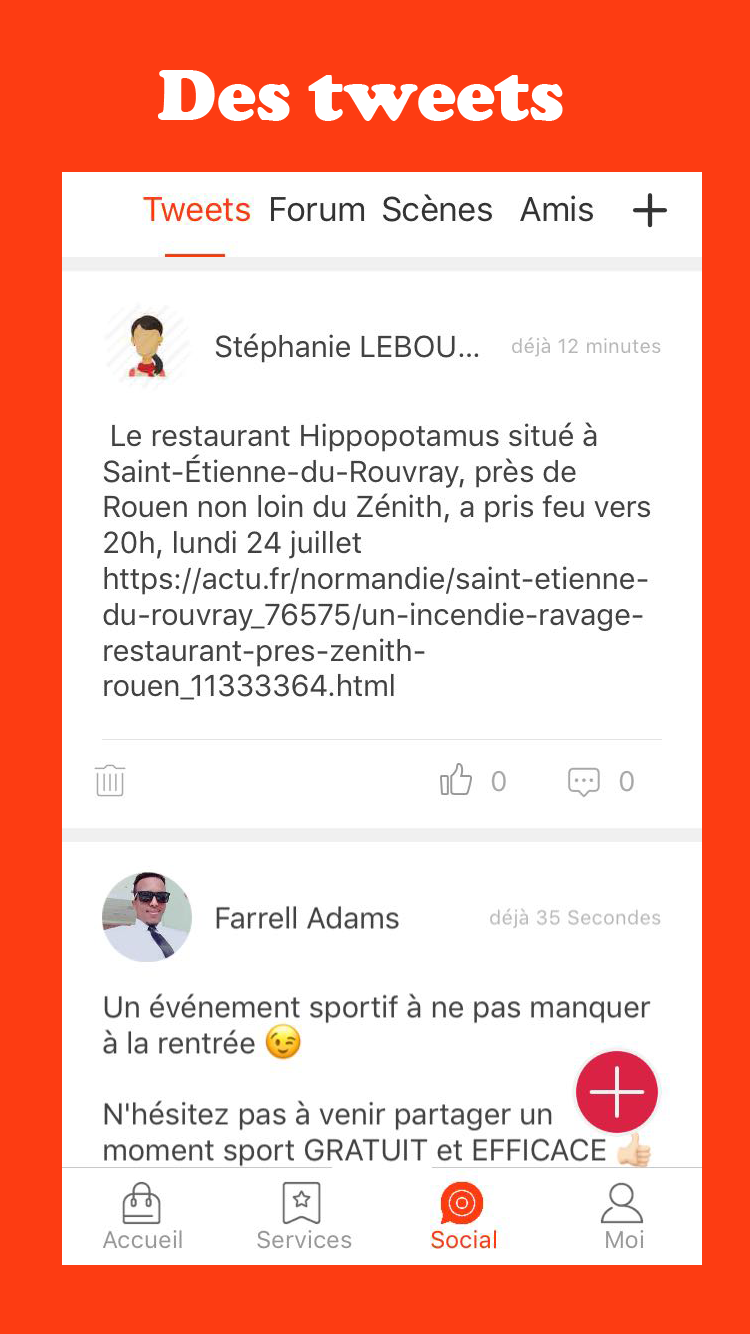 Des tweets
Tweets Forum Scènes Amis +
Stéphanie LEBOU... déjà 12 minutes
Le restaurant Hippopotamus situé à
Saint-Étienne-du-Rouvray, près de
Rouen non loin du Zénith, a pris feu vers
20h, lundi 24 juillet
https://actu.fr/normandie/saint-etienne-
du-rouvray_76575/un-incendie-ravage-
restaurant-pres-zenith-
rouen_11333364.html
0 0
Farrell Adams déjà 35 Secondes
Un événement sportif à ne pas manquer
à la rentrée 😉
N'hésitez pas à venir partager un
moment sport GRATUIT et EFFICACE 👍🏻
Accueil Services Social Moi